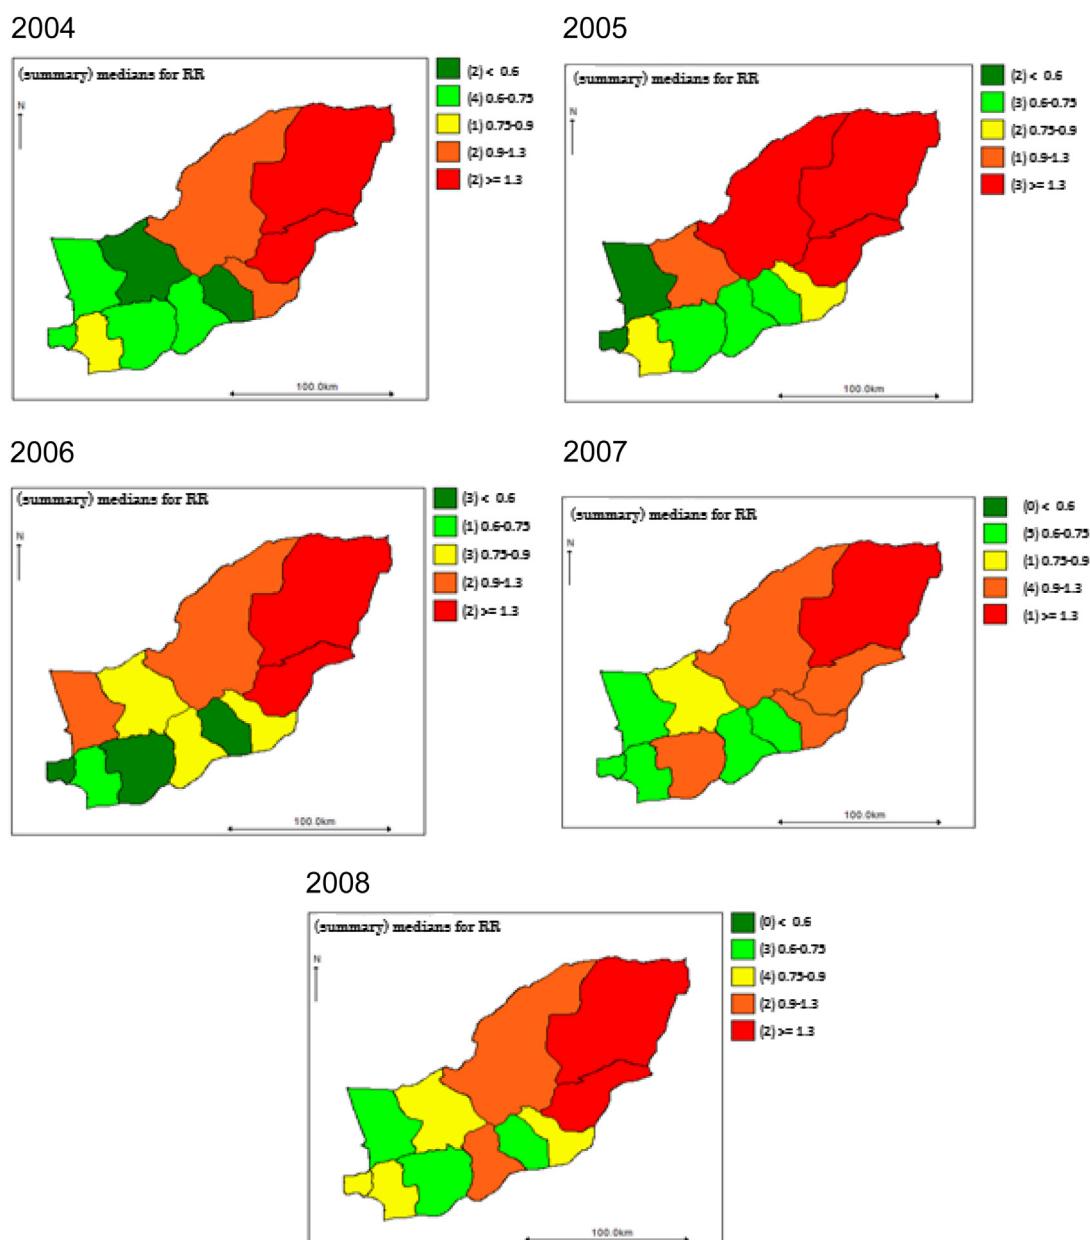 2004
(summary) medians for RR
N
100.0km
(2) < 0.6
(4) 0.6-0.75
(1) 0.75-0.9
(2) 0.9-1.3
(2) >= 1.3
2005
(summary) medians for RR
N
100.0km
(2) < 0.6
(3) 0.6-0.75
(2) 0.75-0.9
(1) 0.9-1.3
(3) >= 1.3
2006
(summary) medians for RR
N
100.0km
(3) < 0.6
(1) 0.6-0.75
(3) 0.75-0.9
(2) 0.9-1.3
(2) >= 1.3
2007
(summary) medians for RR
N
100.0km
(0) < 0.6
(5) 0.6-0.75
(1) 0.75-0.9
(4) 0.9-1.3
(1) >= 1.3
2008
(summary) medians for RR
N
100.0km
(0) < 0.6
(3) 0.6-0.75
(4) 0.75-0.9
(2) 0.9-1.3
(2) >= 1.3